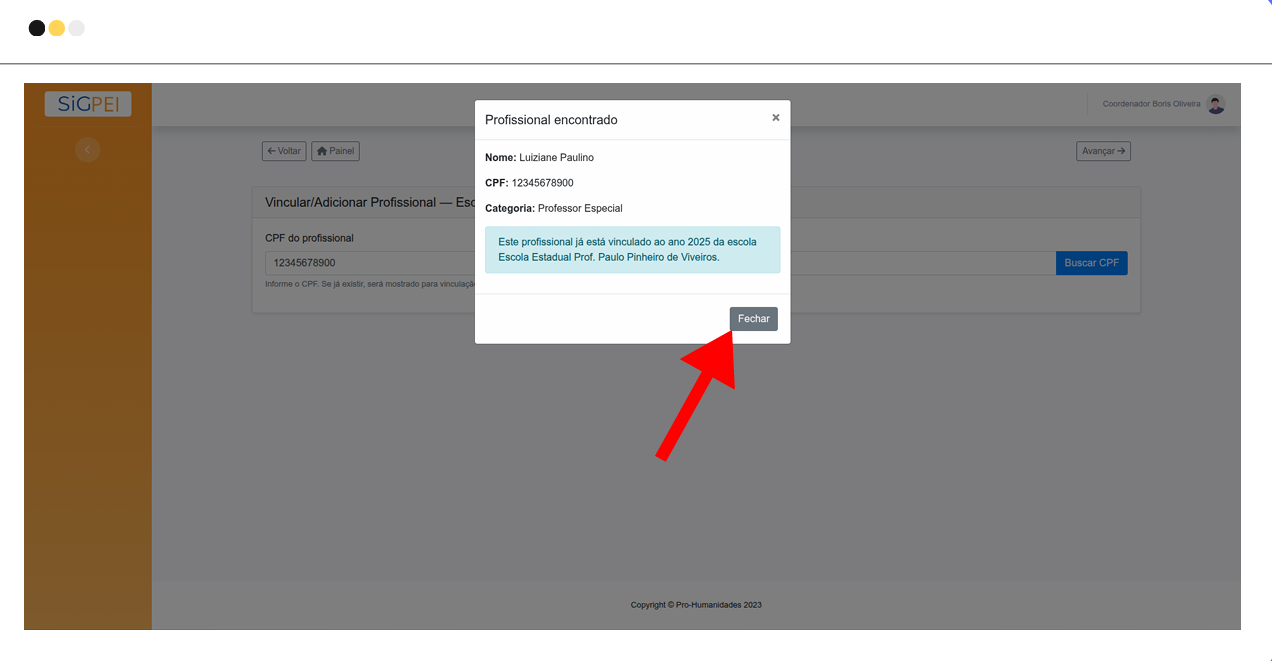 SiGPEI
Coordenador Boris Oliveira
Profissional encontrado
×
Nome: Luiziane Paulino
CPF: 12345678900
Categoria: Professor Especial
Este profissional já está vinculado ao ano 2025 da escola
Escola Estadual Prof. Paulo Pinheiro de Viveiros.
Fechar
Voltar
Painel
Avançar
Vincular/Adicionar Profissional — Esc
CPF do profissional
12345678900
Buscar CPF
Informe o CPF. Se já existir, será mostrado para vinculaçã
Copyright © Pro-Humanidades 2023